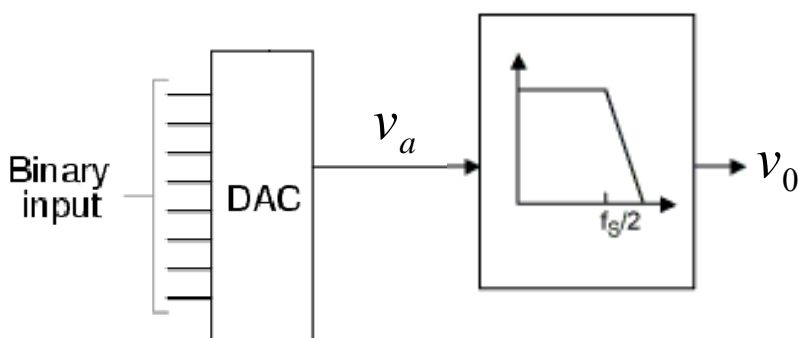 Binary
input
DAC
v_a
f_S/2
v_0